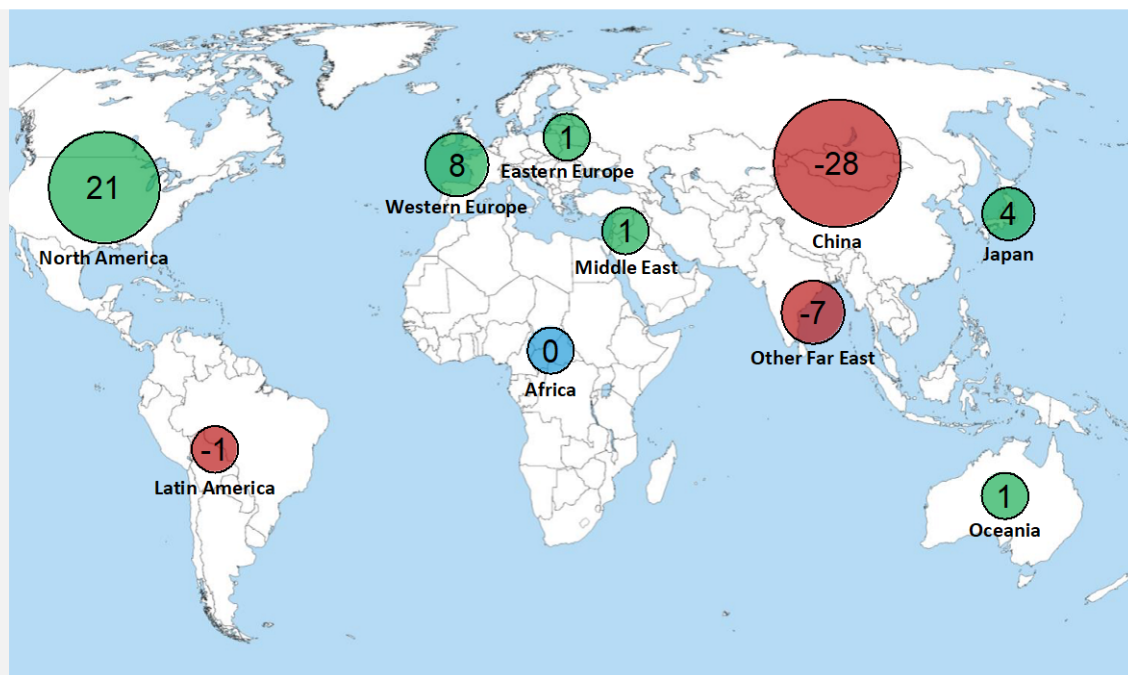 1
8
Eastern Europe
-28
21
Western Europe
4
1
China
North America
Middle East
Japan
-7
0
Other Far East
Africa
-1
Latin America
1
Oceania